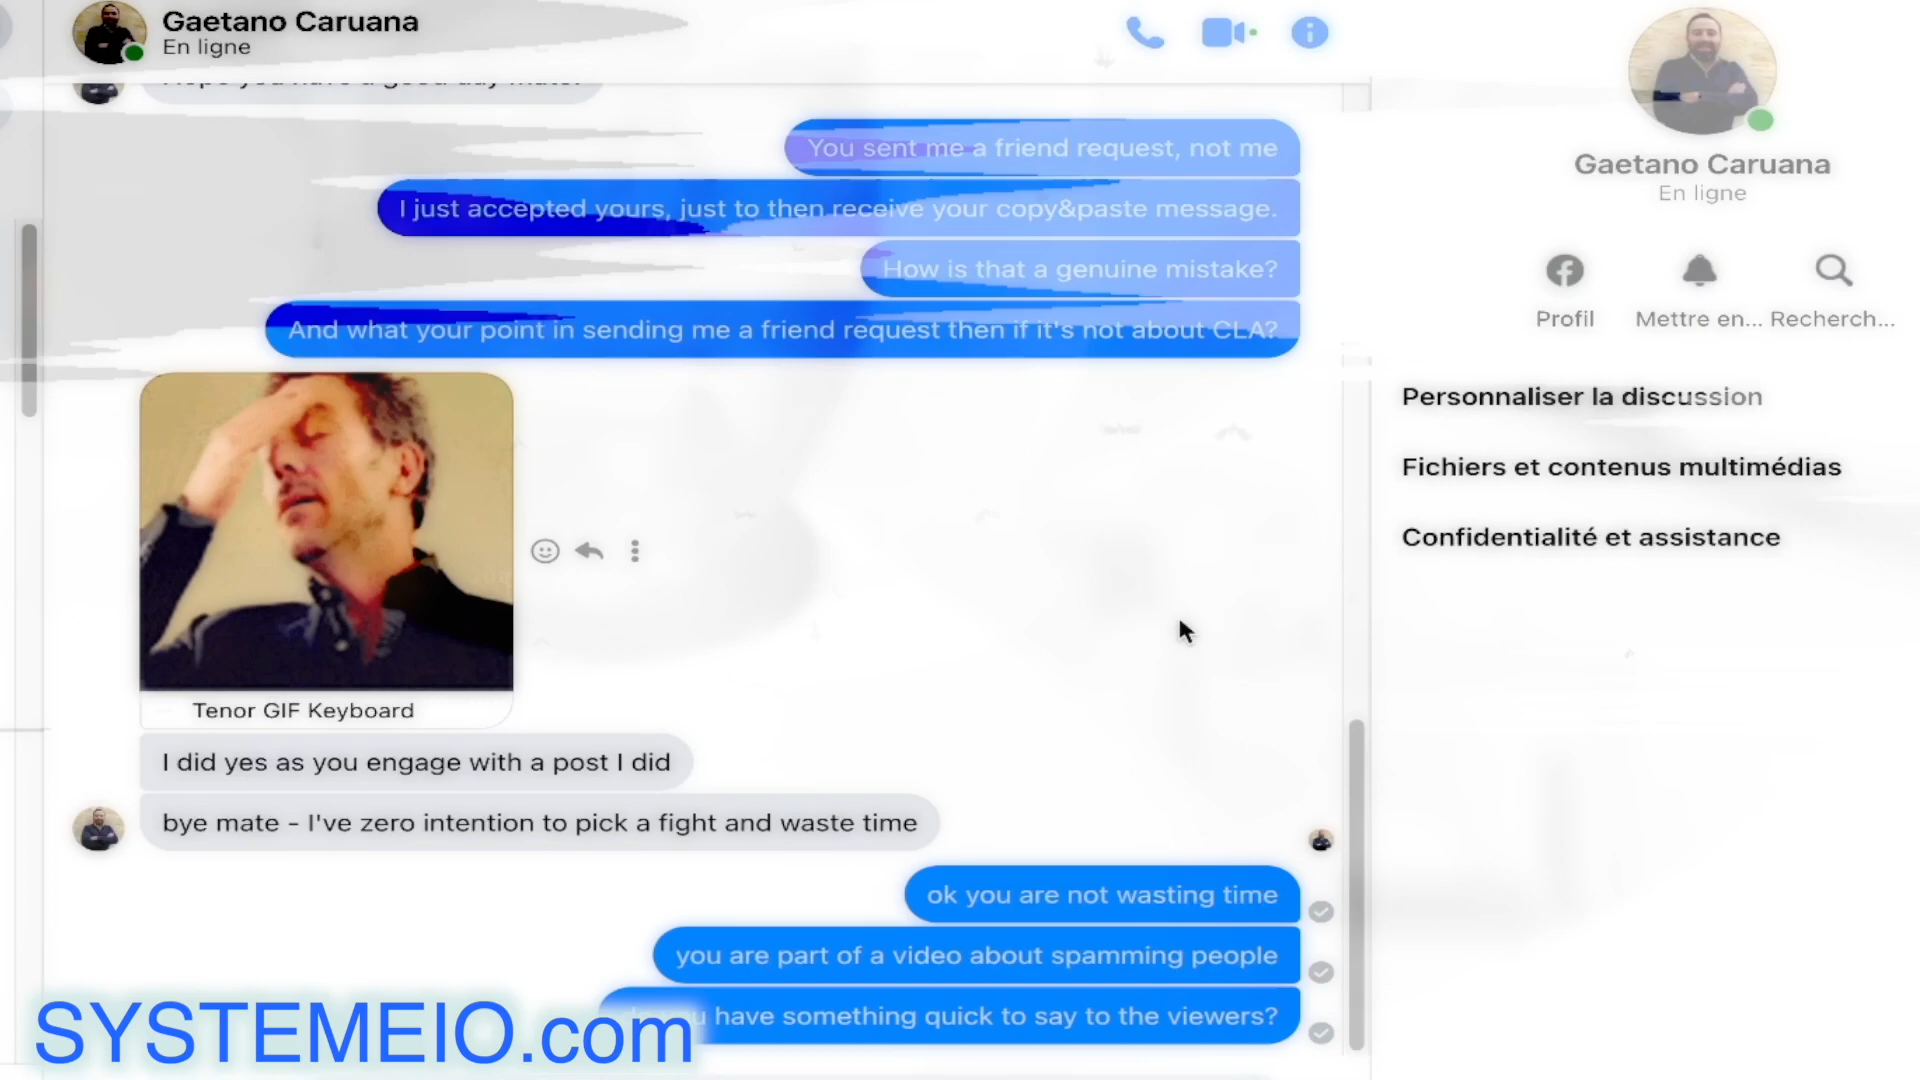 Gaetano Caruana
En ligne
Hope you have a good day mate!
You sent me a friend request, not me
I just accepted yours, just to then receive your copy&paste message.
How is that a genuine mistake?
And what your point in sending me a friend request then if it's not about CLA?
Tenor GIF Keyboard
I did yes as you engage with a post I did
bye mate - I've zero intention to pick a fight and waste time
ok you are not wasting time
you are part of a video about spamming people
have something quick to say to the viewers?
SYSTEMEIO.com
Gaetano Caruana
En ligne
Profil
Mettre en...
Recherch...
Personnaliser la discussion
Fichiers et contenus multimédias
Confidentialité et assistance